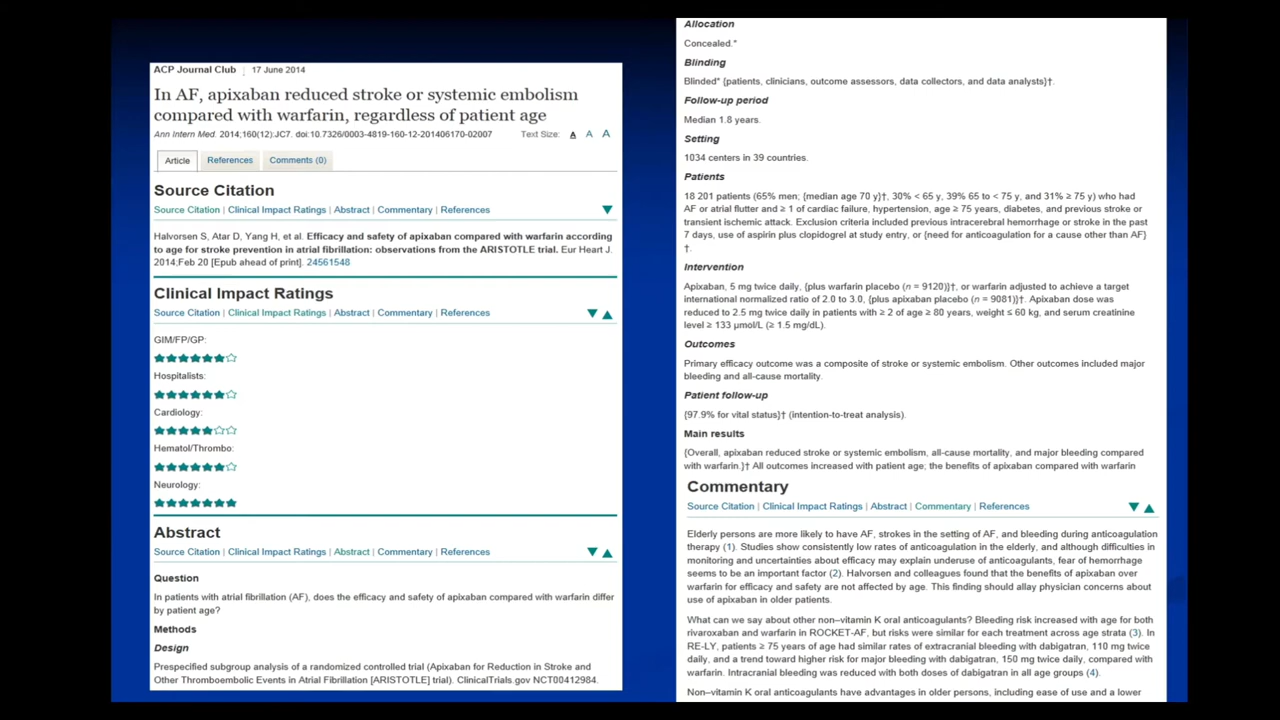 ACP Journal Club | 17 June 2014
In AF, apixaban reduced stroke or systemic embolism
compared with warfarin, regardless of patient age
Ann Intern Med. 2014;160(12):JC7. doi:10.7326/0003-4819-160-12-201406170-02007 Text Size: A A A
Article References Comments (0)
Source Citation
Source Citation | Clinical Impact Ratings | Abstract | Commentary | References
Halvorsen S, Atar D, Yang H, et al. Efficacy and safety of apixaban compared with warfarin according
to age for stroke prevention in atrial fibrillation: observations from the ARISTOTLE trial. Eur Heart J.
2014;Feb 20 [Epub ahead of print]. 24561548
Clinical Impact Ratings
Source Citation | Clinical Impact Ratings | Abstract | Commentary | References
GIM/FP/GP:
Hospitalists:
Cardiology:
Hematol/Thrombo:
Neurology:
Abstract
Source Citation | Clinical Impact Ratings | Abstract | Commentary | References
Question
In patients with atrial fibrillation (AF), does the efficacy and safety of apixaban compared with warfarin differ
by patient age?
Methods
Design
Prespecified subgroup analysis of a randomized controlled trial (Apixaban for Reduction in Stroke and
Other Thromboembolic Events in Atrial Fibrillation [ARISTOTLE] trial). ClinicalTrials.gov NCT00412984.
Allocation
Concealed.*
Blinding
Blinded* {patients, clinicians, outcome assessors, data collectors, and data analysts}†.
Follow-up period
Median 1.8 years.
Setting
1034 centers in 39 countries.
Patients
18 201 patients (65% men; {median age 70 y}†, 30% < 65 y, 39% 65 to < 75 y, and 31% ≥ 75 y) who had
AF or atrial flutter and ≥ 1 of cardiac failure, hypertension, age ≥ 75 years, diabetes, and previous stroke or
transient ischemic attack. Exclusion criteria included previous intracerebral hemorrhage or stroke in the past
7 days, use of aspirin plus clopidogrel at study entry, or {need for anticoagulation for a cause other than AF}
†.
Intervention
Apixaban, 5 mg twice daily, {plus warfarin placebo (n = 9120)}†, or warfarin adjusted to achieve a target
international normalized ratio of 2.0 to 3.0, {plus apixaban placebo (n = 9081)}†. Apixaban dose was
reduced to 2.5 mg twice daily in patients with ≥ 2 of age ≥ 80 years, weight ≤ 60 kg, and serum creatinine
level ≥ 133 µmol/L (≥ 1.5 mg/dL).
Outcomes
Primary efficacy outcome was a composite of stroke or systemic embolism. Other outcomes included major
bleeding and all-cause mortality.
Patient follow-up
{97.9% for vital status}† (intention-to-treat analysis).
Main results
{Overall, apixaban reduced stroke or systemic embolism, all-cause mortality, and major bleeding compared
with warfarin.}† All outcomes increased with patient age; the benefits of apixaban compared with warfarin
Commentary
Source Citation | Clinical Impact Ratings | Abstract | Commentary | References
Elderly persons are more likely to have AF, strokes in the setting of AF, and bleeding during anticoagulation
therapy (1). Studies show consistently low rates of anticoagulation in the elderly, and although difficulties in
monitoring and uncertainties about efficacy may explain underuse of anticoagulants, fear of hemorrhage
seems to be an important factor (2). Halvorsen and colleagues found that the benefits of apixaban over
warfarin for efficacy and safety are not affected by age. This finding should allay physician concerns about
use of apixaban in older patients.
What can we say about other non–vitamin K oral anticoagulants? Bleeding risk increased with age for both
rivaroxaban and warfarin in ROCKET-AF, but risks were similar for each treatment across age strata (3). In
RE-LY, patients ≥ 75 years of age had similar rates of extracranial bleeding with dabigatran, 110 mg twice
daily, and a trend toward higher risk for major bleeding with dabigatran, 150 mg twice daily, compared with
warfarin. Intracranial bleeding was reduced with both doses of dabigatran in all age groups (4).
Non–vitamin K oral anticoagulants have advantages in older persons, including ease of use and a lower